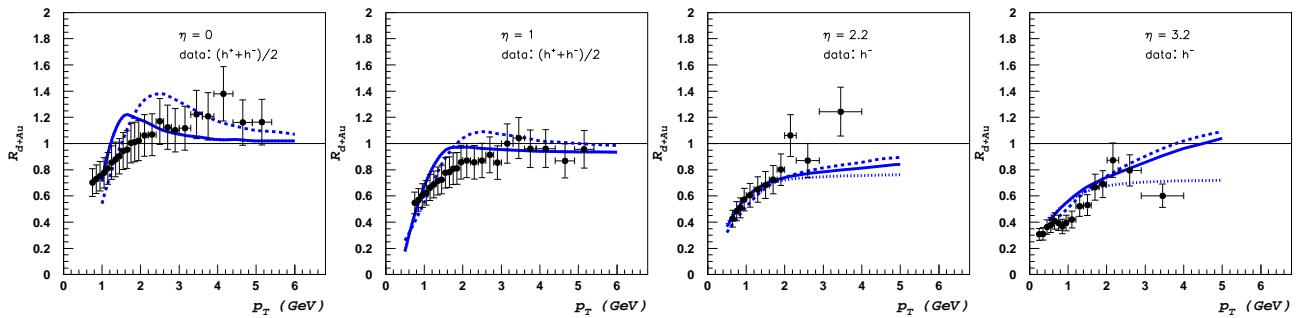 R_{d+Au}
2
1.8
1.6
1.4
1.2
1
0.8
0.6
0.4
0.2
0
η = 0
data: (h⁺+h⁻)/2
0 1 2 3 4 5 6
p_T (GeV)
R_{d+Au}
2
1.8
1.6
1.4
1.2
1
0.8
0.6
0.4
0.2
0
η = 1
data: (h⁺+h⁻)/2
0 1 2 3 4 5 6
p_T (GeV)
R_{d+Au}
2
1.8
1.6
1.4
1.2
1
0.8
0.6
0.4
0.2
0
η = 2.2
data: h⁻
0 1 2 3 4 5 6
p_T (GeV)
R_{d+Au}
2
1.8
1.6
1.4
1.2
1
0.8
0.6
0.4
0.2
0
η = 3.2
data: h⁻
0 1 2 3 4 5 6
p_T (GeV)